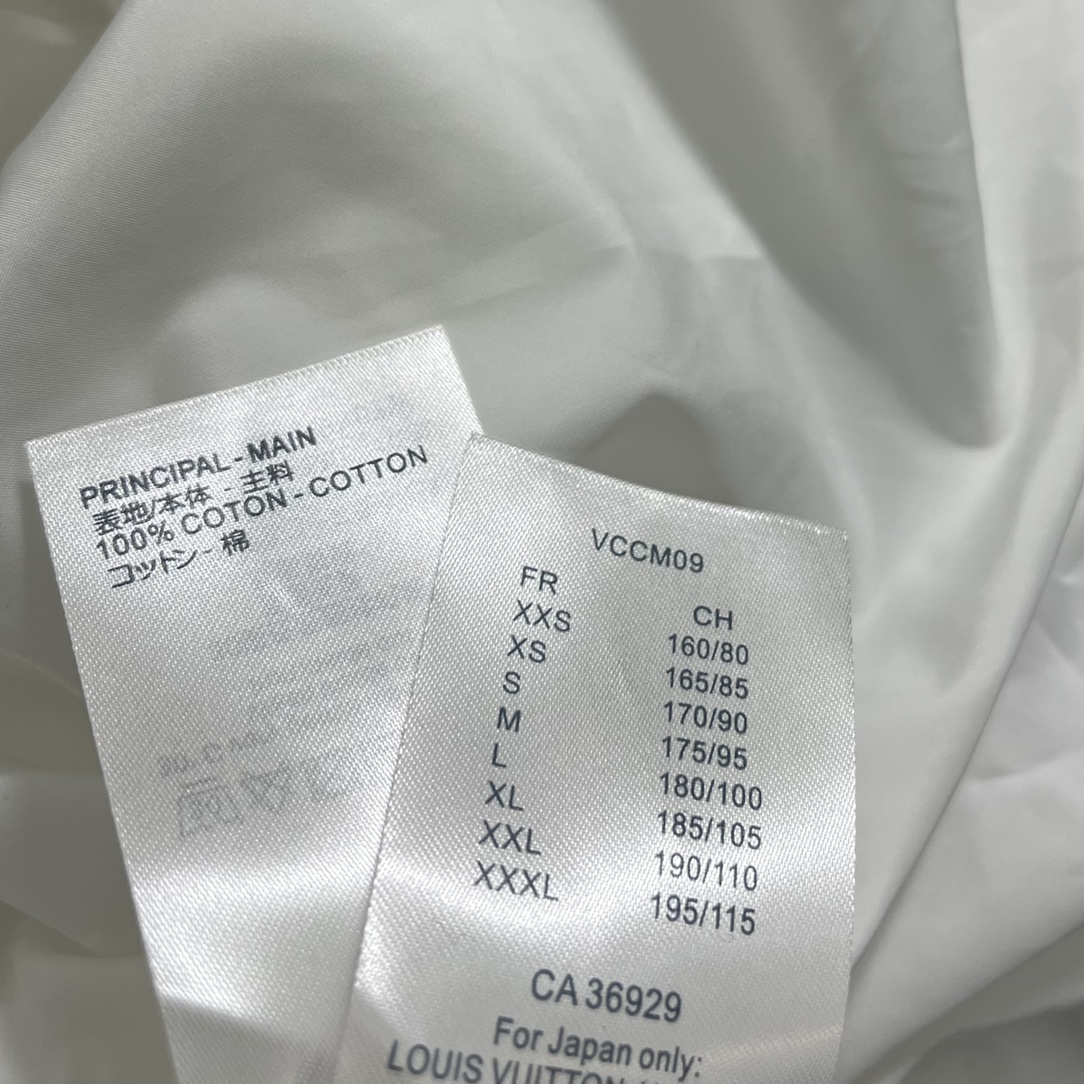 PRINCIPAL - MAIN
表地/本体 - 主料
100% COTON - COTTON
コットン - 棉
VCCM09
FR CH
XXS 160/80
XS 165/85
S 170/90
M 175/95
L 180/100
XL 185/105
XXL 190/110
XXXL 195/115
CA 36929
For Japan only:
LOUIS VUITTON